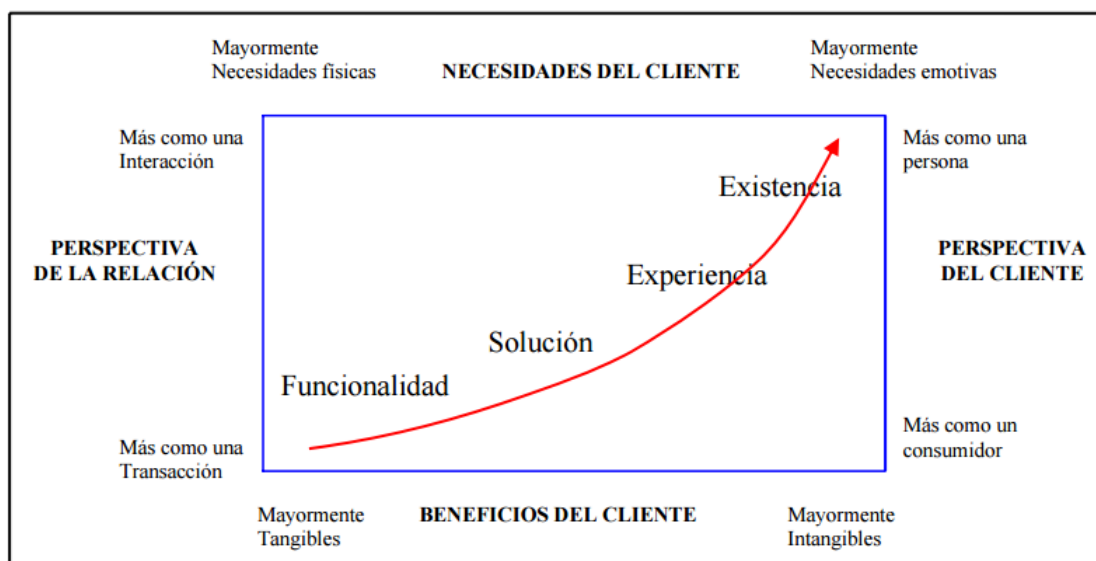 Mayormente
Necesidades físicas
NECESIDADES DEL CLIENTE
Mayormente
Necesidades emotivas
Más como una
Interacción
Más como una
persona
Existencia
PERSPECTIVA
DE LA RELACIÓN
Experiencia
PERSPECTIVA
DEL CLIENTE
Solución
Funcionalidad
Más como una
Transacción
Más como un
consumidor
Mayormente
Tangibles
BENEFICIOS DEL CLIENTE
Mayormente
Intangibles